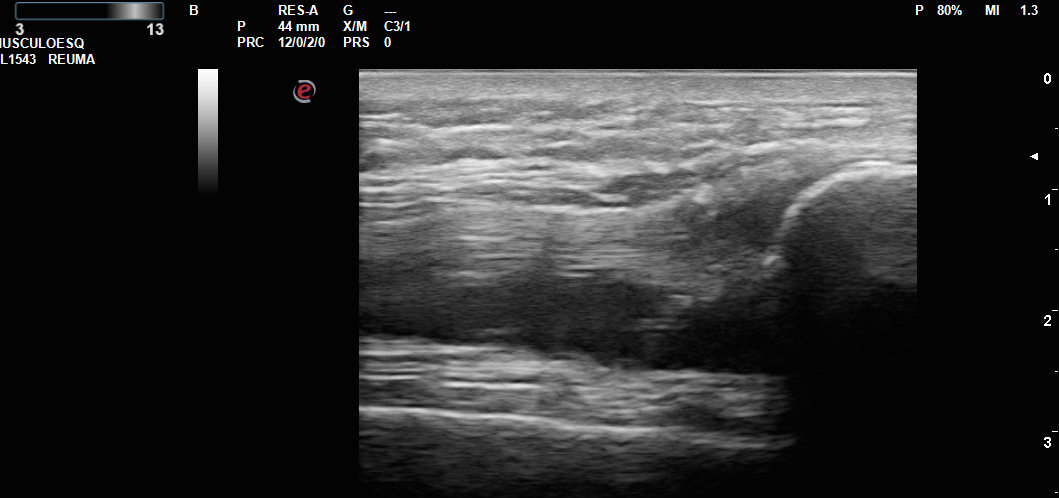 B RES-A G ---
P 44 mm X/M C3/1
PRC 12/0/2/0 PRS 0
P 80% MI 1.3
3 13
IUSCULOESQ
L1543 REUMA
e
0
1
2
3